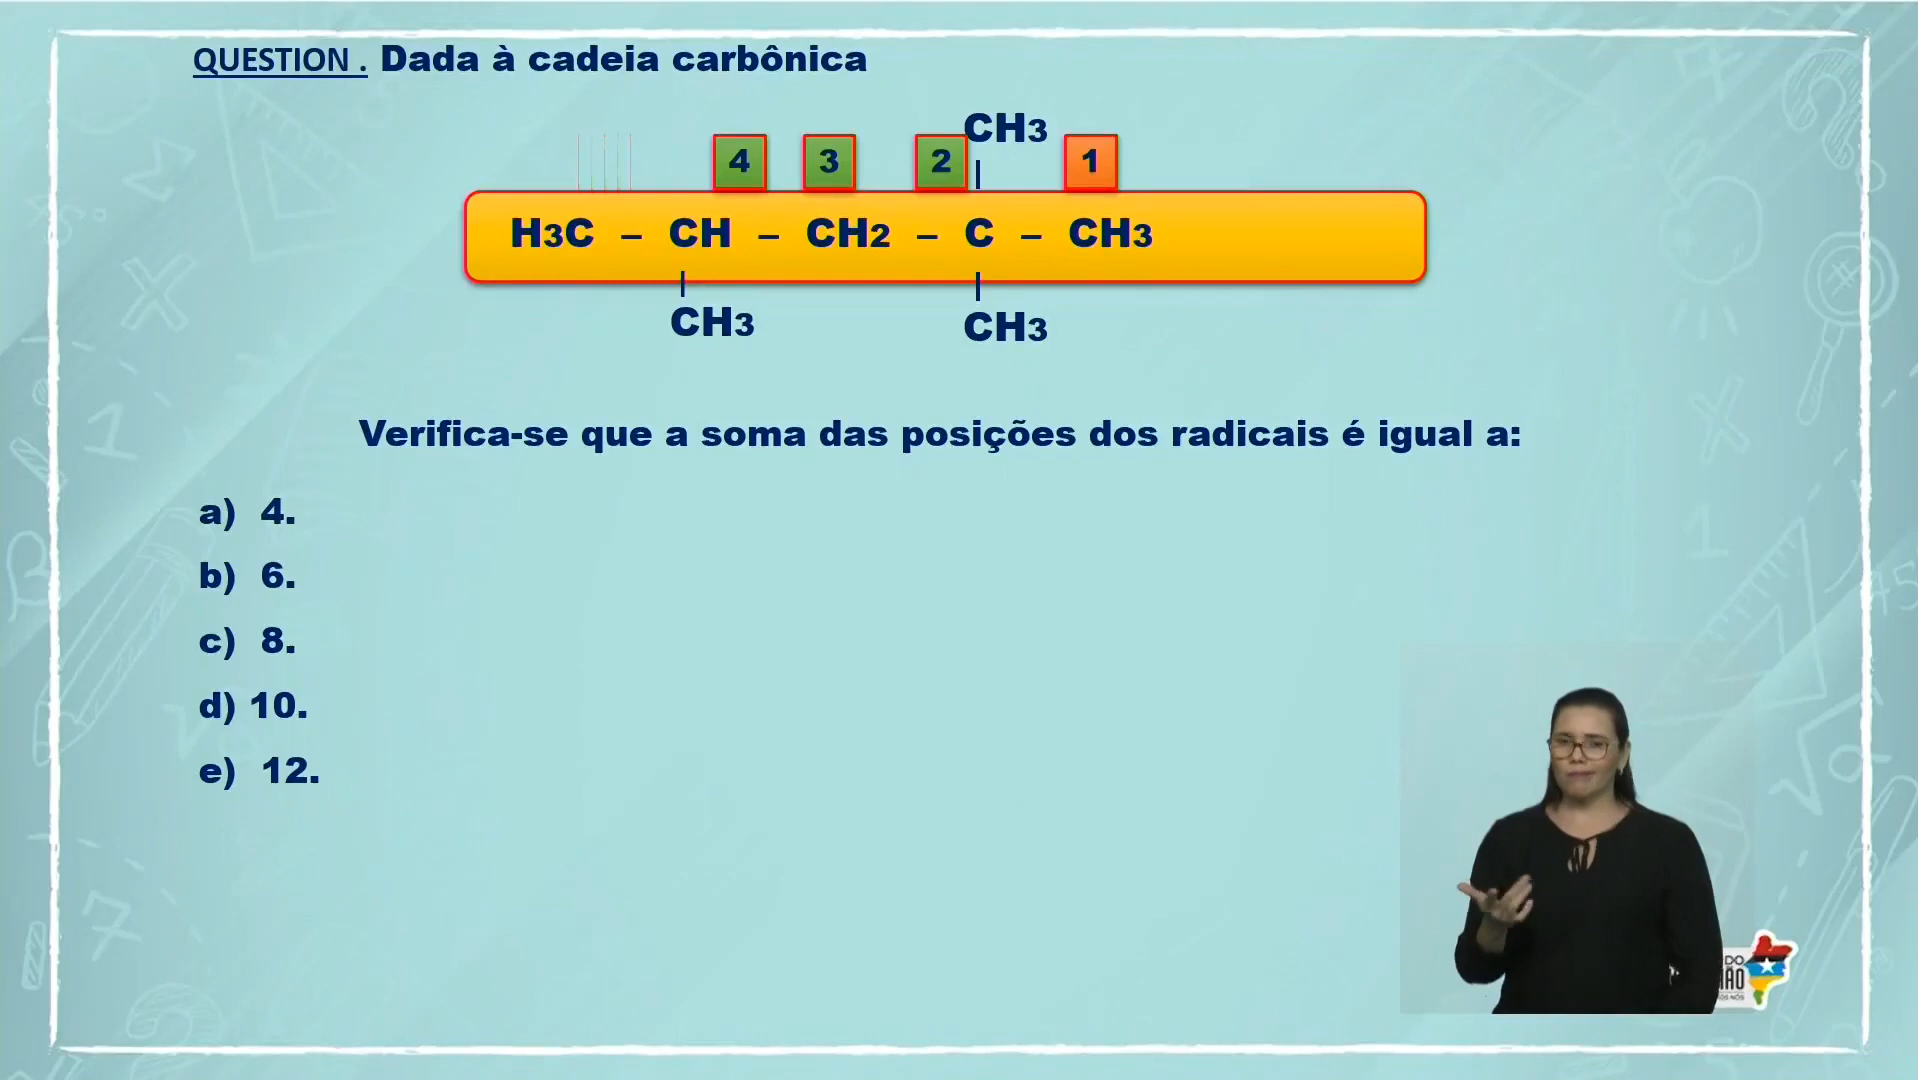 QUESTION . Dada à cadeia carbônica
CH3
4 3 2 1
H3C – CH – CH2 – C – CH3
CH3 CH3
Verifica-se que a soma das posições dos radicais é igual a:
a) 4.
b) 6.
c) 8.
d) 10.
e) 12.
DO